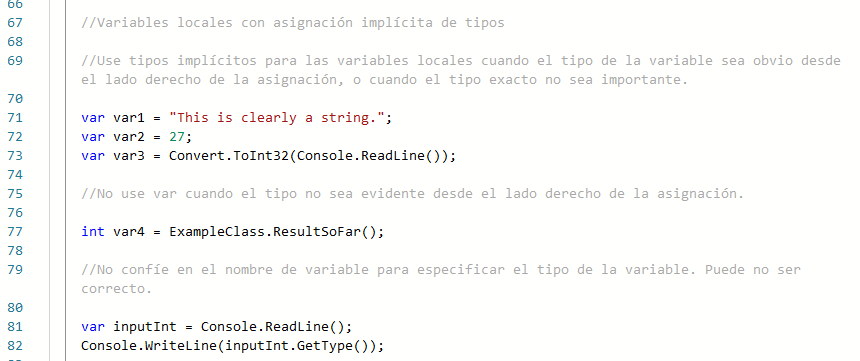 66
67 //Variables locales con asignación implícita de tipos
68
69 //Use tipos implícitos para las variables locales cuando el tipo de la variable sea obvio desde
el lado derecho de la asignación, o cuando el tipo exacto no sea importante.
70
71 var var1 = "This is clearly a string.";
72 var var2 = 27;
73 var var3 = Convert.ToInt32(Console.ReadLine());
74
75 //No use var cuando el tipo no sea evidente desde el lado derecho de la asignación.
76
77 int var4 = ExampleClass.ResultSoFar();
78
79 //No confíe en el nombre de variable para especificar el tipo de la variable. Puede no ser
correcto.
80
81 var inputInt = Console.ReadLine();
82 Console.WriteLine(inputInt.GetType());